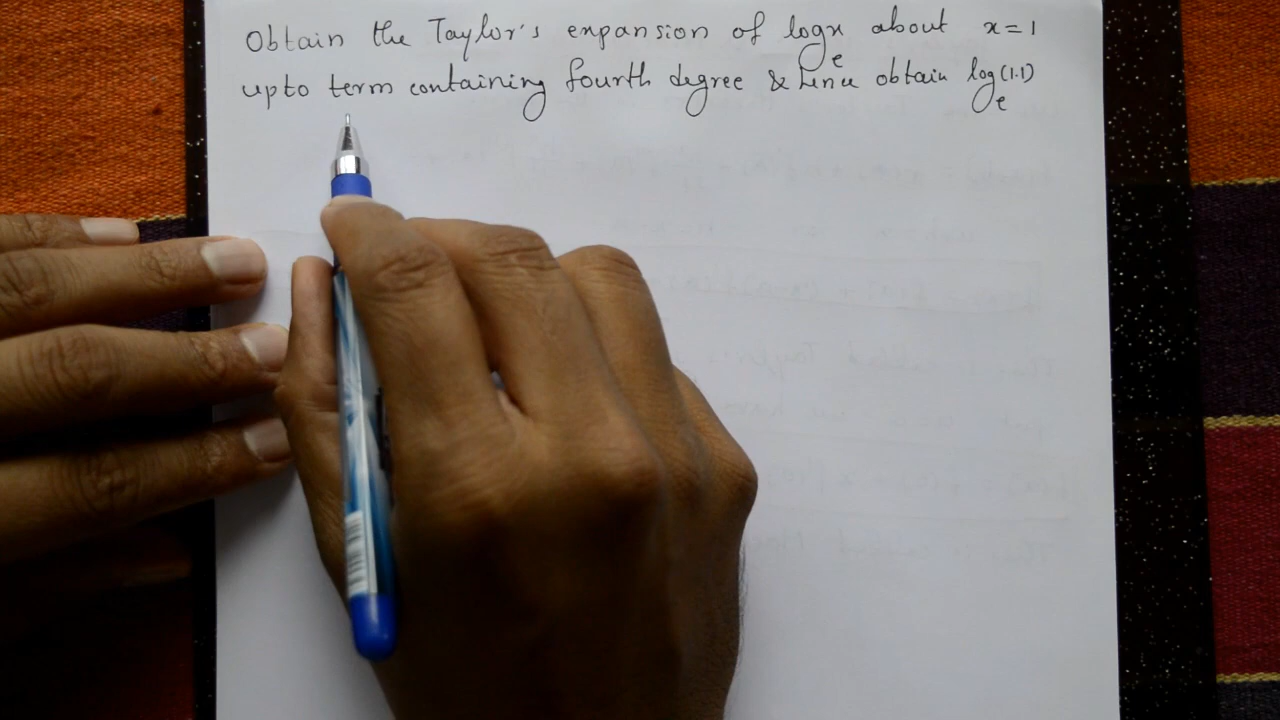 Obtain the Taylor's expansion of logₑx about x=1
upto term containing fourth degree & hence obtain logₑ(1.1)